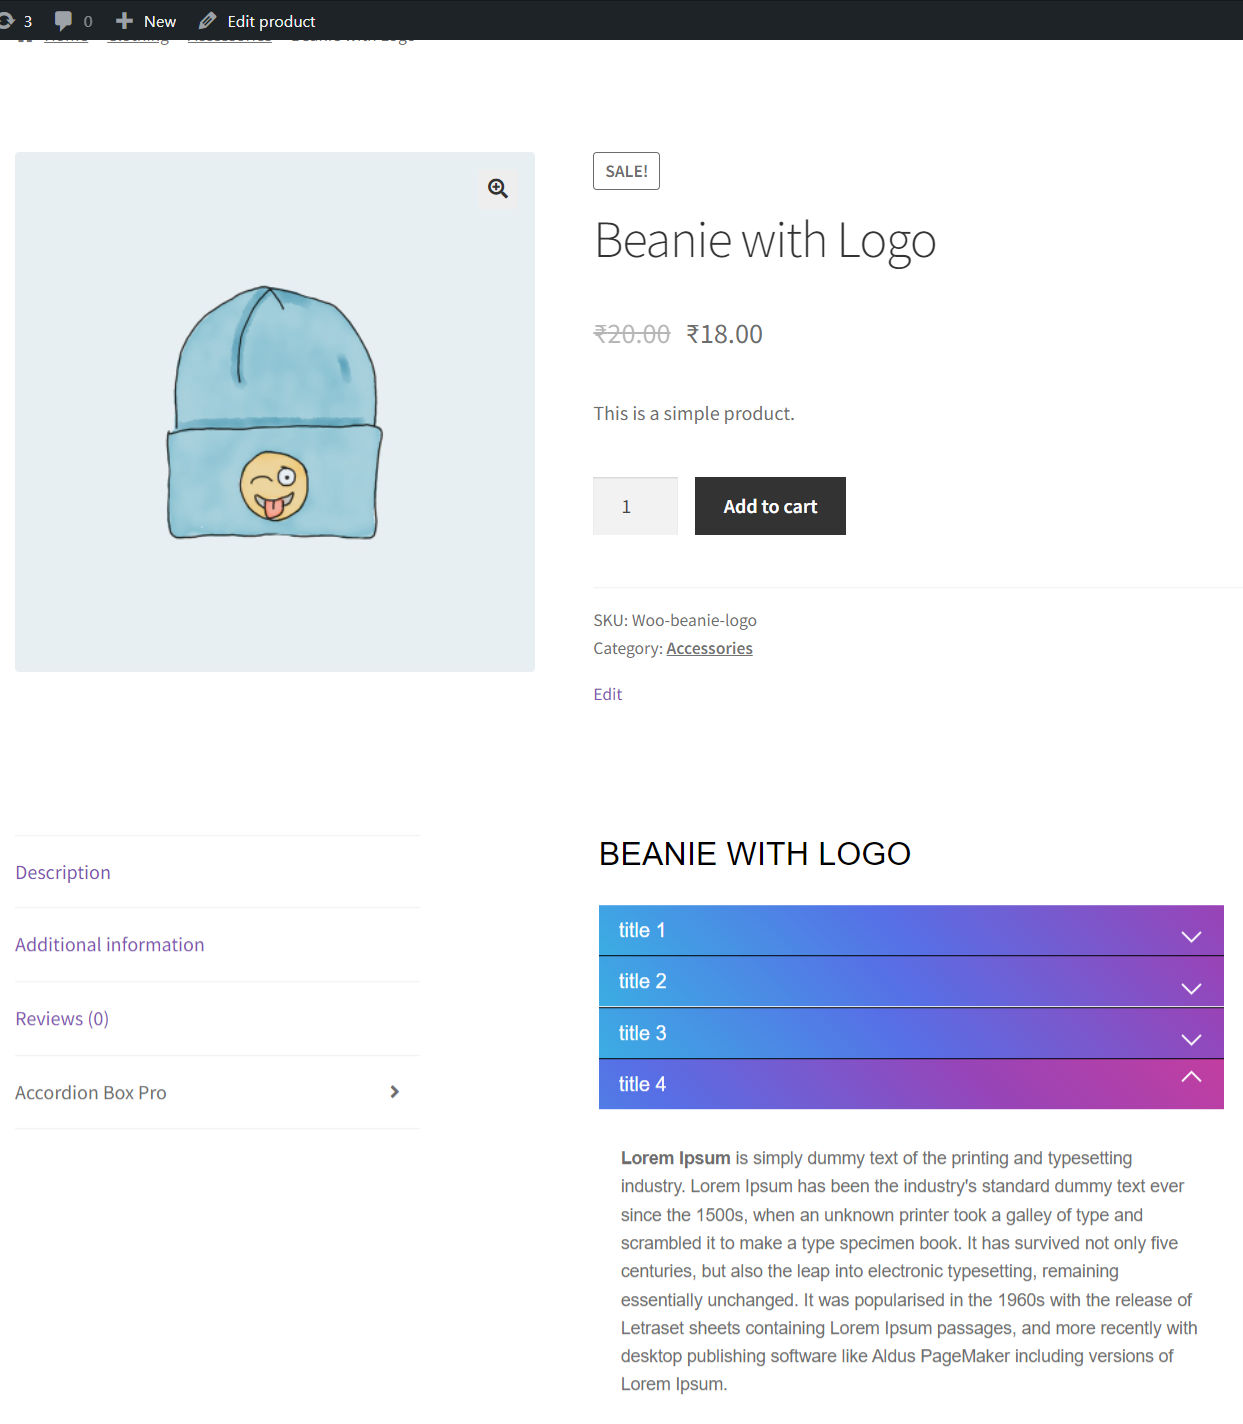 3 0 New Edit product
Home Clothing Accessories Beanie with Logo
SALE!
Beanie with Logo
₹20.00 ₹18.00
This is a simple product.
1 Add to cart
SKU: Woo-beanie-logo
Category: Accessories
Edit
Description
Additional information
Reviews (0)
Accordion Box Pro
BEANIE WITH LOGO
title 1
title 2
title 3
title 4
Lorem Ipsum is simply dummy text of the printing and typesetting
industry. Lorem Ipsum has been the industry's standard dummy text ever
since the 1500s, when an unknown printer took a galley of type and
scrambled it to make a type specimen book. It has survived not only five
centuries, but also the leap into electronic typesetting, remaining
essentially unchanged. It was popularised in the 1960s with the release of
Letraset sheets containing Lorem Ipsum passages, and more recently with
desktop publishing software like Aldus PageMaker including versions of
Lorem Ipsum.